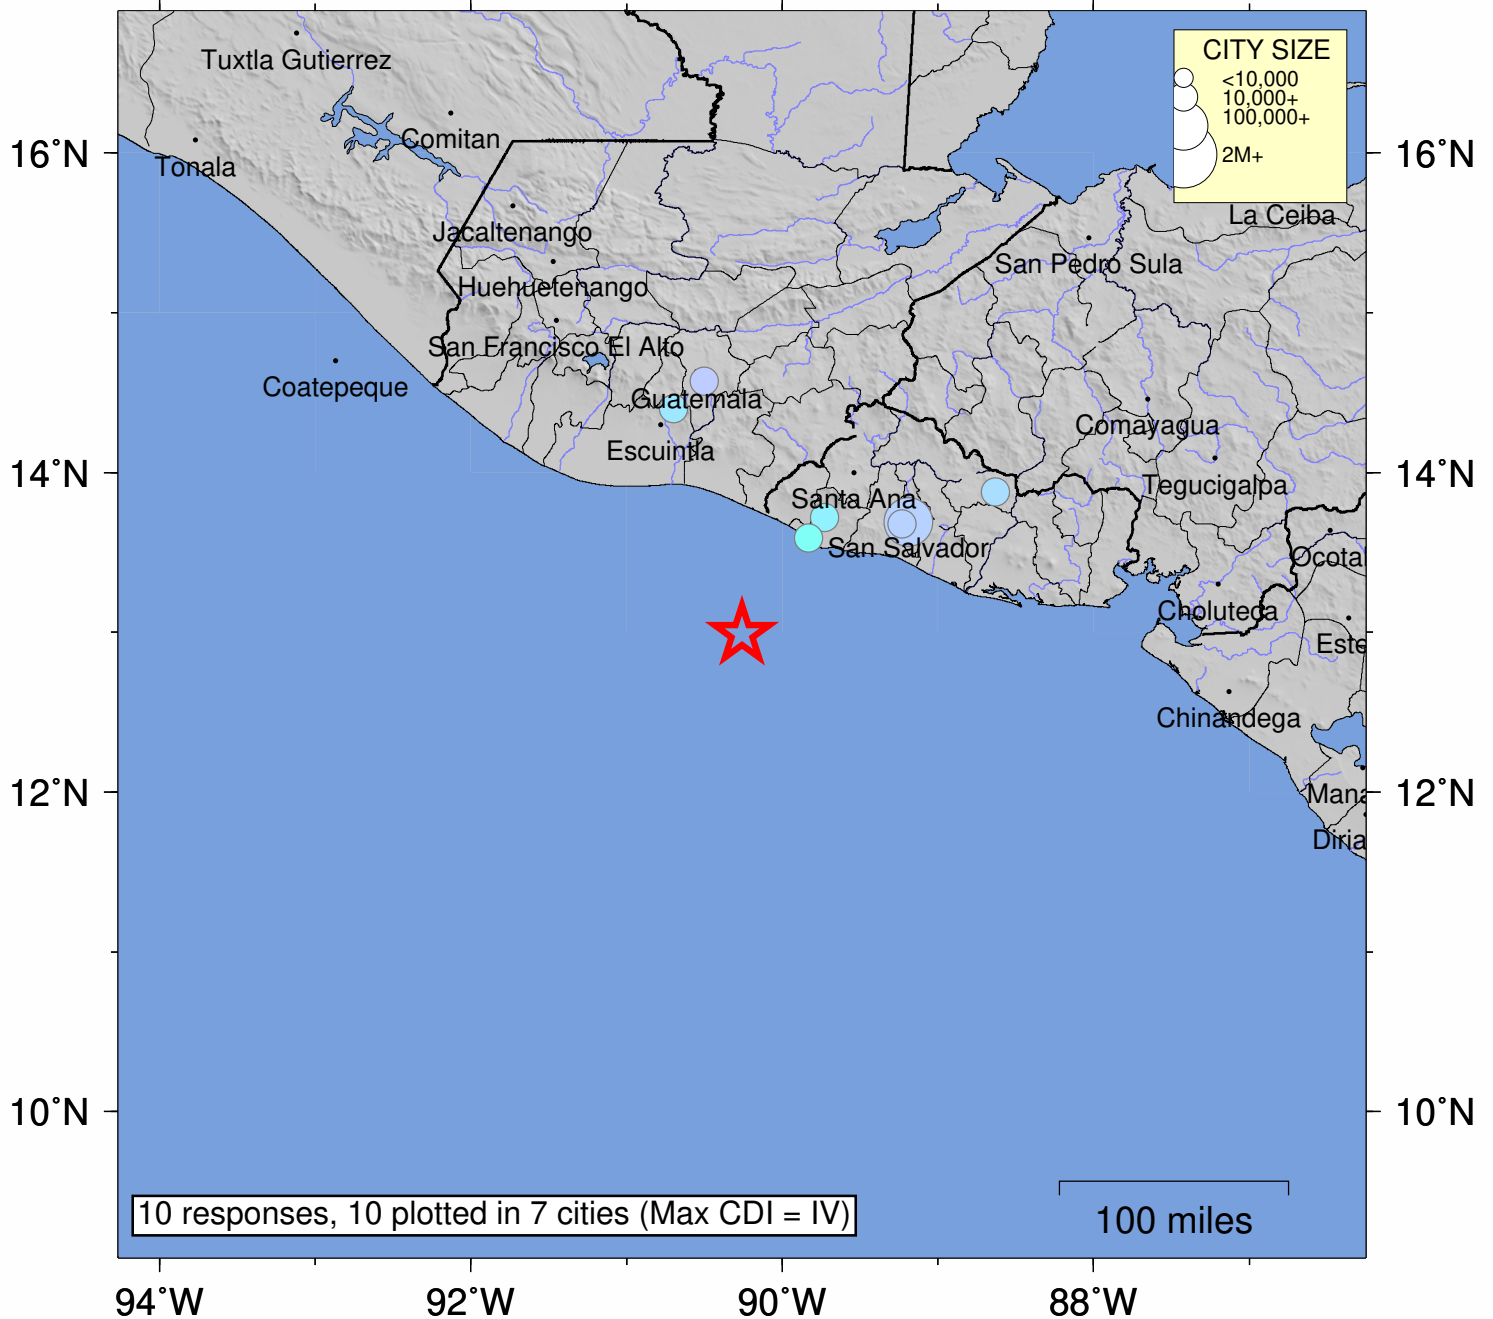 CITY SIZE
<10,000
10,000+
100,000+
2M+
Tuxtla Gutierrez
Comitan
16°N
16°N
Tonala
La Ceiba
Jacaltenango
San Pedro Sula
Huehuetenango
San Francisco El Alto
Coatepeque
Guatemala
Comayagua
Escuintla
14°N
14°N
Tegucigalpa
Santa Ana
San Salvador
Ocotal
Choluteca
Este
Chinandega
12°N
12°N
Mana
Diria
10°N
10°N
10 responses, 10 plotted in 7 cities (Max CDI = IV)
100 miles
94°W
92°W
90°W
88°W